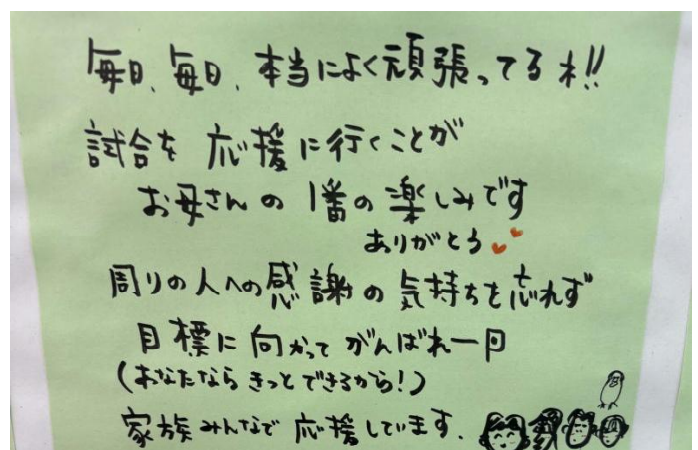 毎日、毎日、本当によく頑張ってるネ!!
試合を応援に行くことが
お母さんの1番の楽しみです
ありがとう
周りの人への感謝の気持ちを忘れず
目標に向かってがんばれー
(あなたならきっとできるから!)
家族みんなで応援しています.